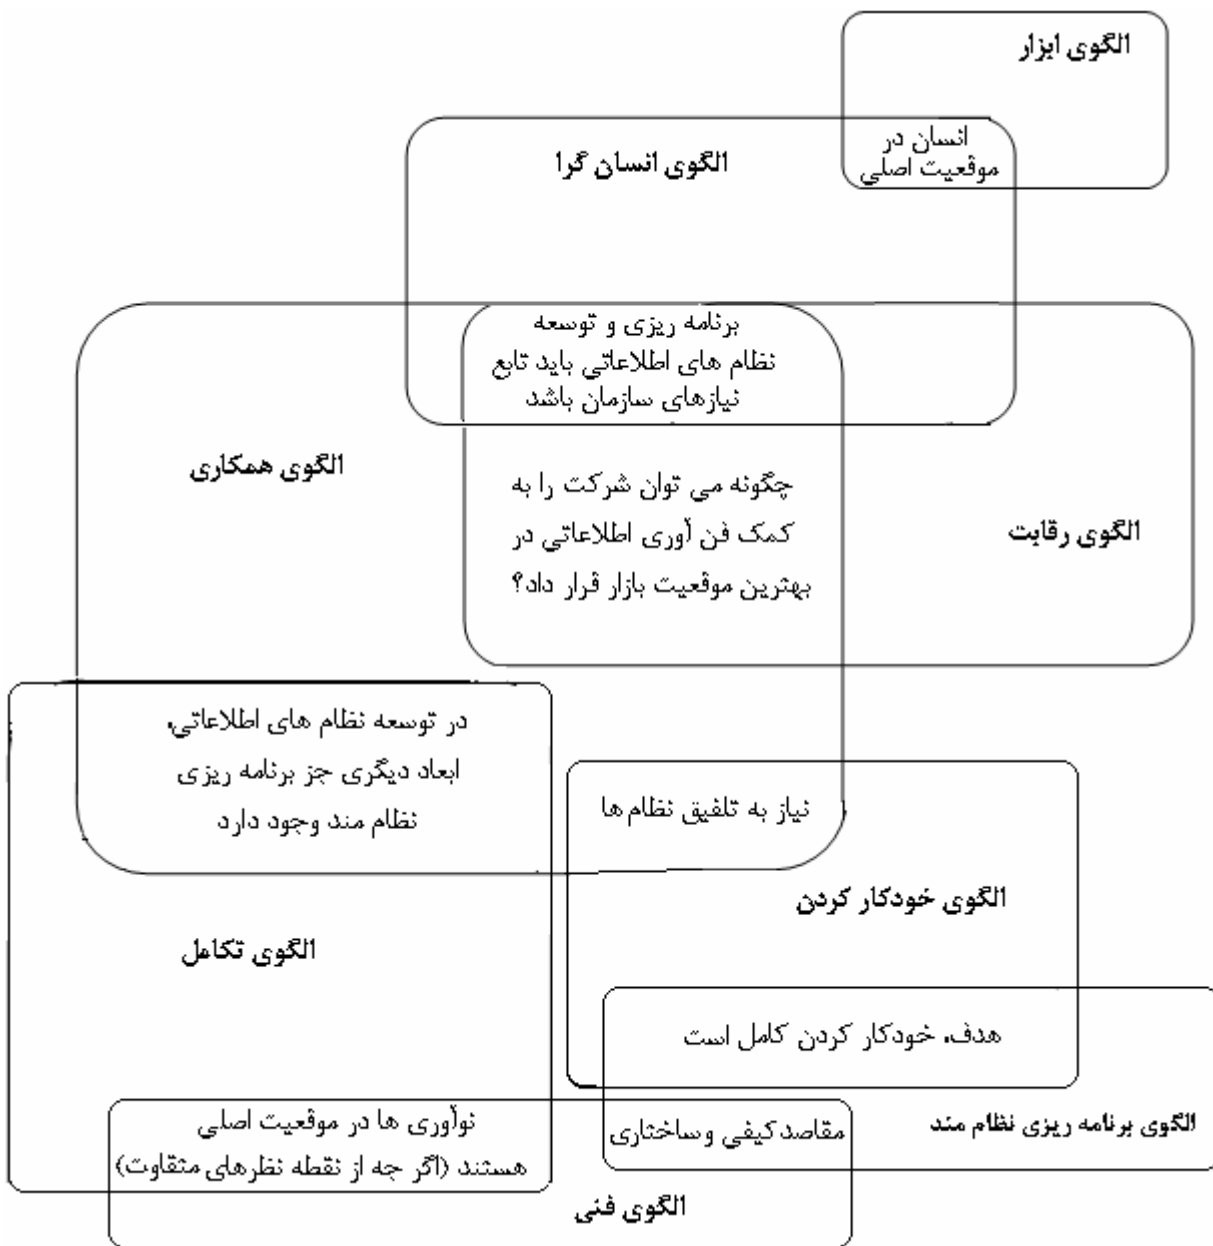 الگوی ابزار
انسان در
موقعیت اصلی
الگوی انسان گرا
برنامه ریزی و توسعه
نظام های اطلاعاتی باید تابع
نیازهای سازمان باشد
الگوی همکاری
چگونه می توان شرکت را به
کمک فن آوری اطلاعاتی در
بهترین موقعیت بازار قرار داد؟
الگوی رقابت
در توسعه نظام های اطلاعاتی،
ابعاد دیگری جز برنامه ریزی
نظام مند وجود دارد
نیاز به تلفیق نظام ها
الگوی خودکار کردن
الگوی تکامل
هدف، خودکار کردن کامل است
الگوی برنامه ریزی نظام مند
مقاصد کیفی و ساختاری
نوآوری ها در موقعیت اصلی
هستند (اگر چه از نقطه نظرهای متفاوت)
الگوی فنی